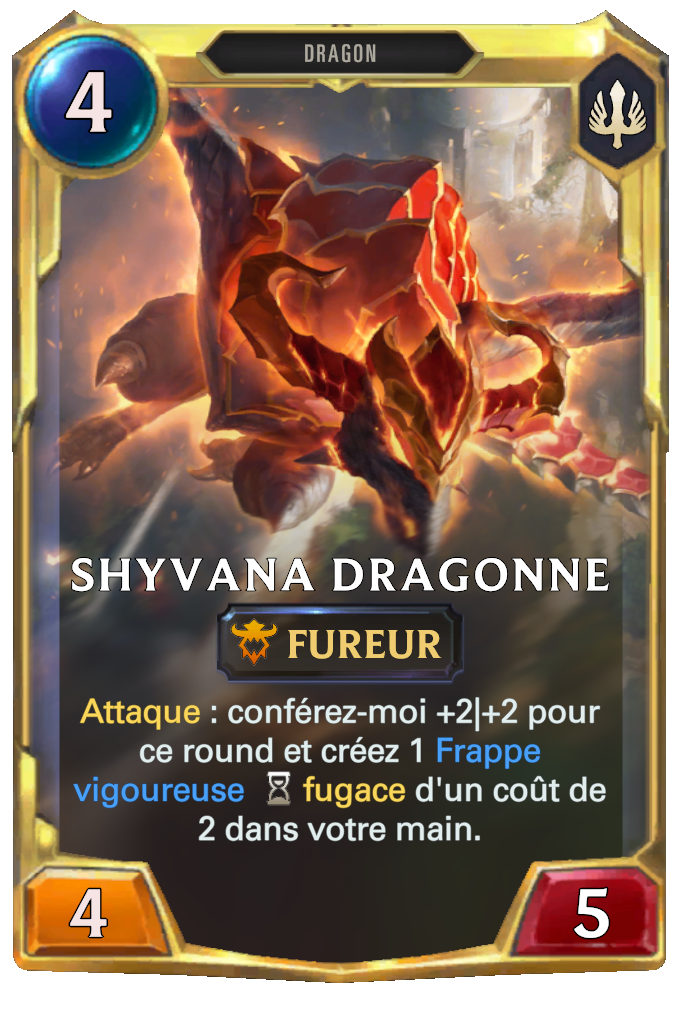 DRAGON
4
SHYVANA DRAGONNE
FUREUR
Attaque : conférez-moi +2|+2 pour
ce round et créez 1 Frappe
vigoureuse fugace d'un coût de
2 dans votre main.
4
5